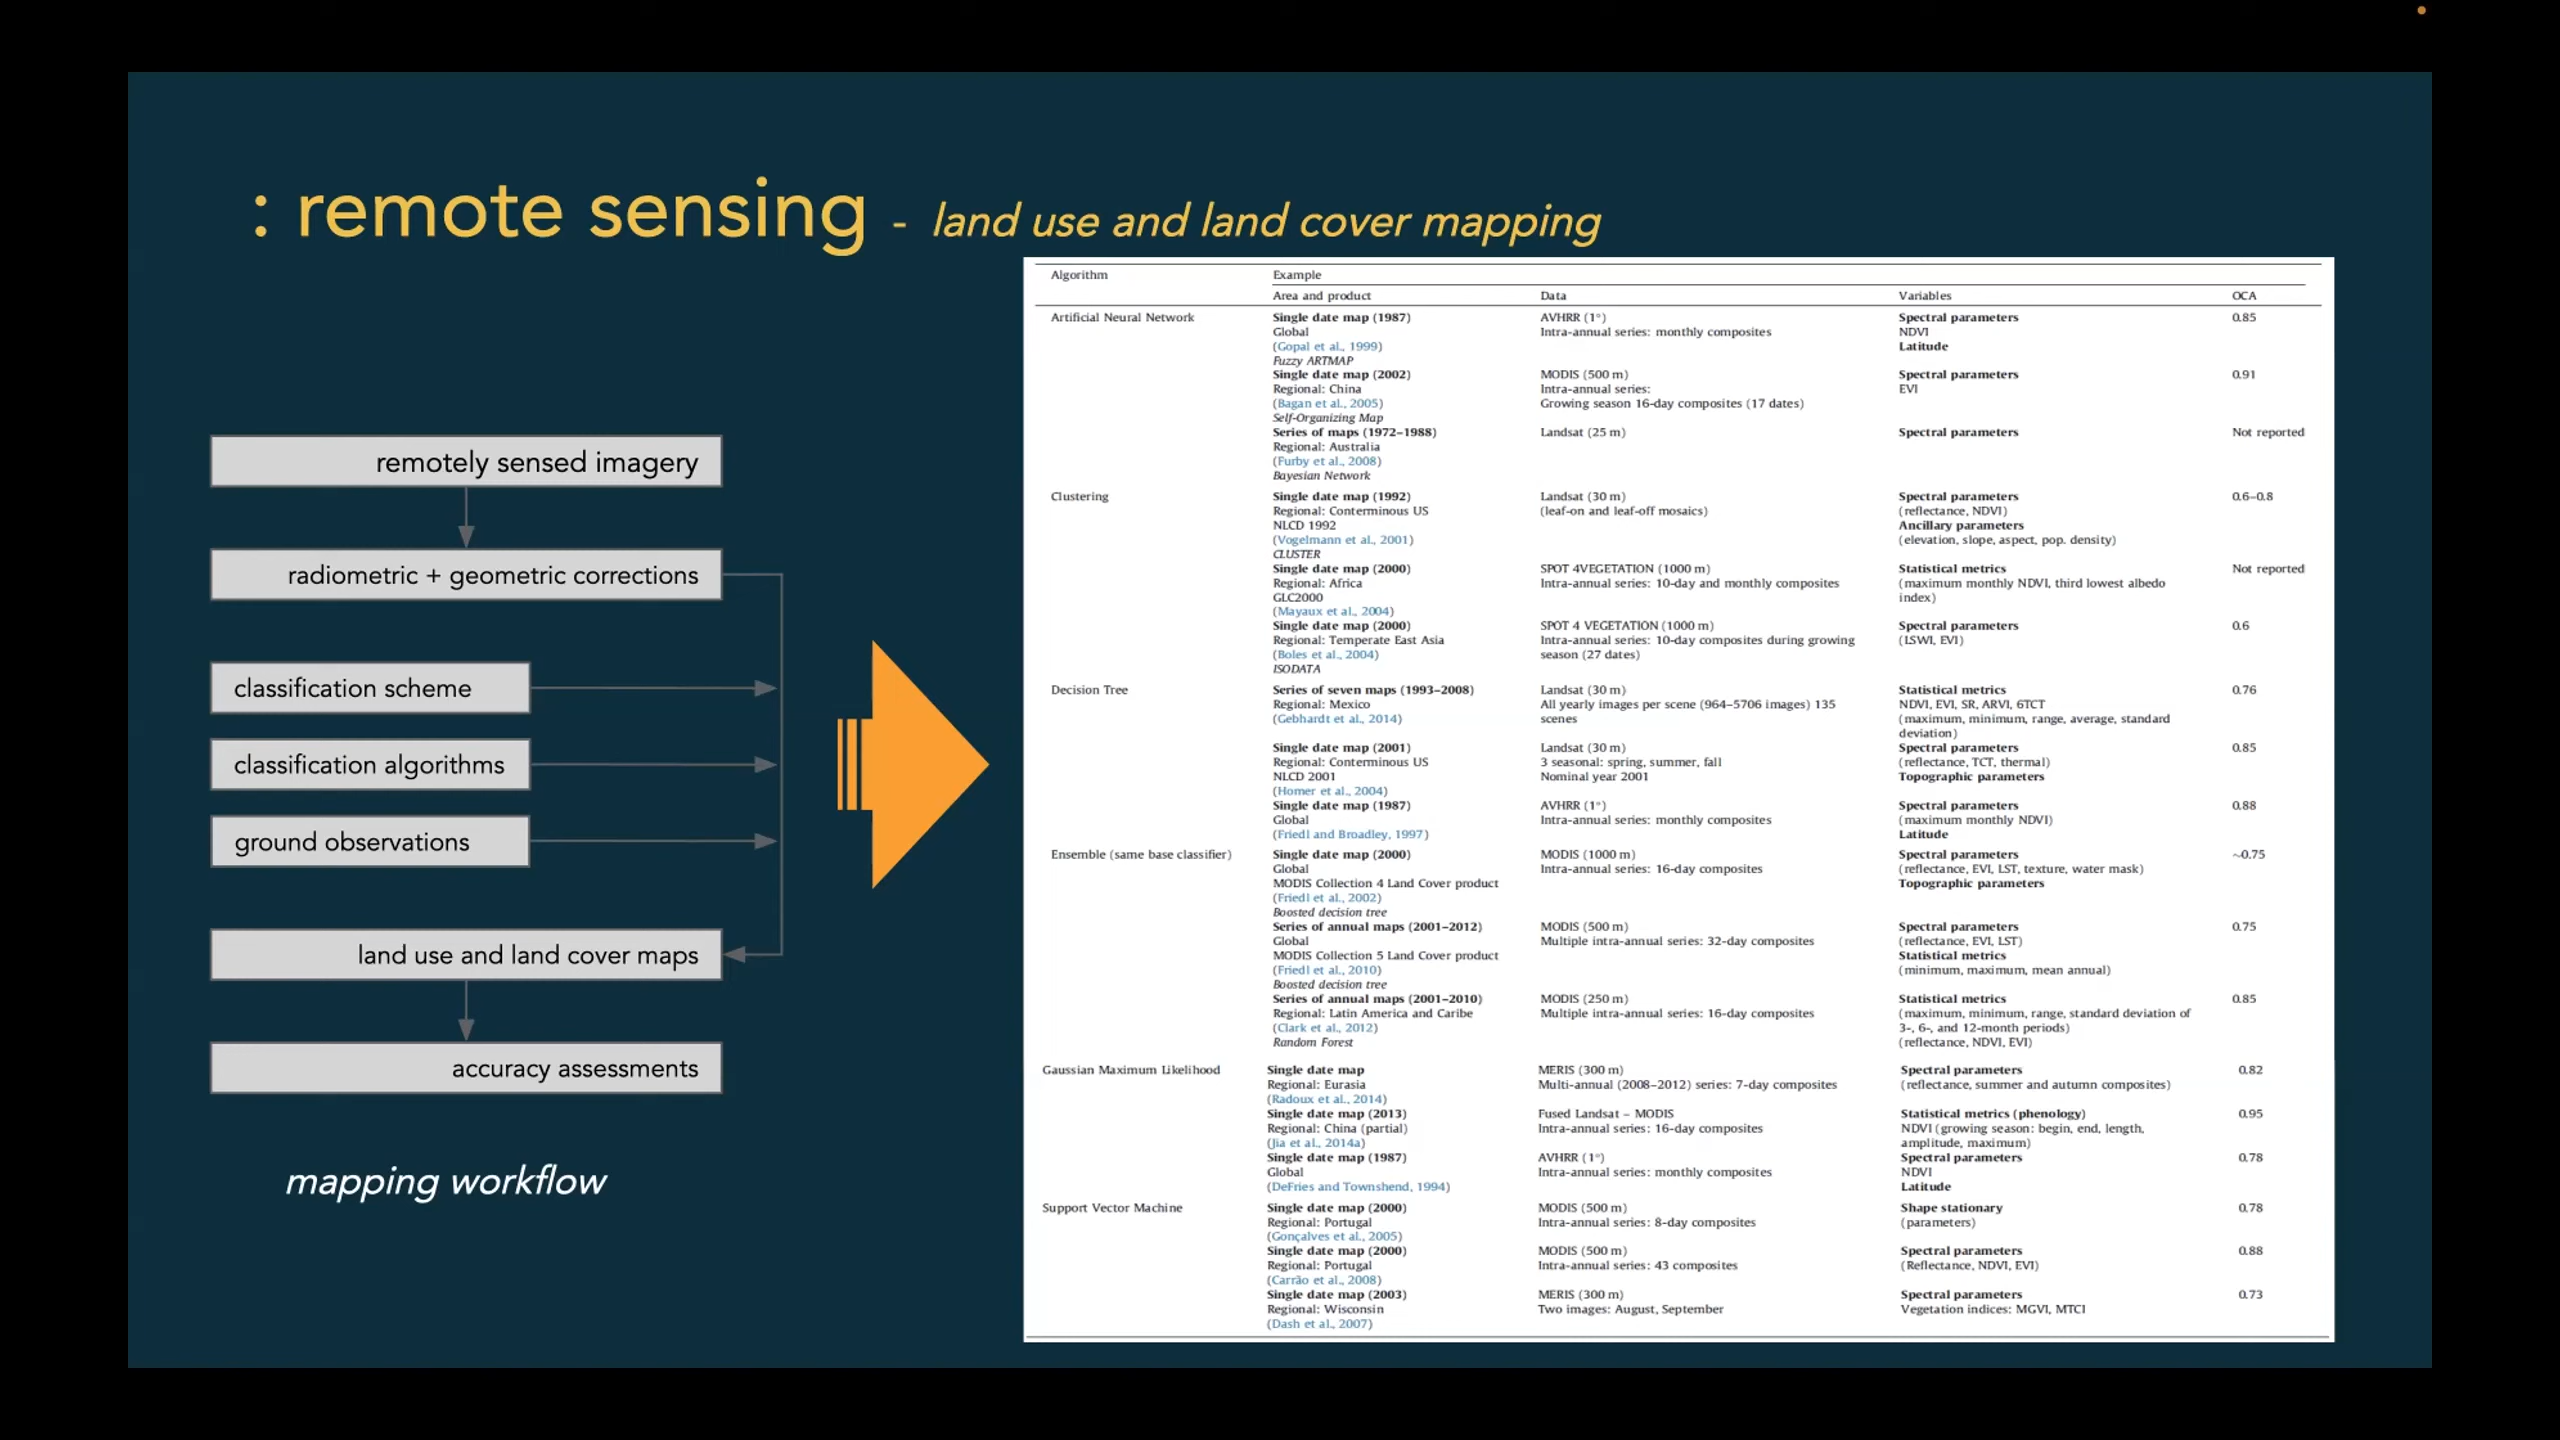 : remote sensing - land use and land cover mapping
remotely sensed imagery
radiometric + geometric corrections
classification scheme
classification algorithms
ground observations
land use and land cover maps
accuracy assessments
mapping workflow
Algorithm Example
Area and product Data Variables OCA
Artificial Neural Network Single date map (1987) AVHRR (1°) Spectral parameters 0.85
Global Intra-annual series: monthly composites NDVI
(Gopal et al., 1999) Latitude
Fuzzy ARTMAP
Single date map (2002) MODIS (500 m) Spectral parameters 0.91
Regional: China Intra-annual series: EVI
(Bagan et al., 2005) Growing season 16-day composites (17 dates)
Self-Organizing Map
Series of maps (1972–1988) Landsat (25 m) Spectral parameters Not reported
Regional: Australia
(Furby et al., 2008)
Bayesian Network
Clustering Single date map (1992) Landsat (30 m) Spectral parameters 0.6–0.8
Regional: Conterminous US (leaf-on and leaf-off mosaics) (reflectance, NDVI)
NLCD 1992 Ancillary parameters
(Vogelmann et al., 2001) (elevation, slope, aspect, pop. density)
CLUSTER
Single date map (2000) SPOT 4VEGETATION (1000 m) Statistical metrics Not reported
Regional: Africa Intra-annual series: 10-day and monthly composites (maximum monthly NDVI, third lowest albedo
GLC2000 index)
(Mayaux et al., 2004)
Single date map (2000) SPOT 4 VEGETATION (1000 m) Spectral parameters 0.6
Regional: Temperate East Asia Intra-annual series: 10-day composites during growing (LSWI, EVI)
(Boles et al., 2004) season (27 dates)
ISODATA
Decision Tree Series of seven maps (1993–2008) Landsat (30 m) Statistical metrics 0.76
Regional: Mexico All yearly images per scene (964–5706 images) 135 NDVI, EVI, SR, ARVI, 6TCT
(Gebhardt et al., 2014) scenes (maximum, minimum, range, average, standard
deviation)
Single date map (2001) Landsat (30 m) Spectral parameters 0.85
Regional: Conterminous US 3 seasonal: spring, summer, fall (reflectance, TCT, thermal)
NLCD 2001 Nominal year 2001 Topographic parameters
(Homer et al., 2004)
Single date map (1987) AVHRR (1°) Spectral parameters 0.88
Global Intra-annual series: monthly composites (maximum monthly NDVI)
(Friedl and Broadley, 1997) Latitude
Ensemble (same base classifier) Single date map (2000) MODIS (1000 m) Spectral parameters ~0.75
Global Intra-annual series: 16-day composites (reflectance, EVI, LST, texture, water mask)
MODIS Collection 4 Land Cover product Topographic parameters
(Friedl et al., 2002)
Boosted decision tree
Series of annual maps (2001–2012) MODIS (500 m) Spectral parameters 0.75
Global Multiple intra-annual series: 32-day composites (reflectance, EVI, LST)
MODIS Collection 5 Land Cover product Statistical metrics
(Friedl et al., 2010) (minimum, maximum, mean annual)
Boosted decision tree
Series of annual maps (2001–2010) MODIS (250 m) Statistical metrics 0.85
Regional: Latin America and Caribe Multiple intra-annual series: 16-day composites (maximum, minimum, range, standard deviation of
(Clark et al., 2012) 3-, 6-, and 12-month periods)
Random Forest (reflectance, NDVI, EVI)
Gaussian Maximum Likelihood Single date map MERIS (300 m) Spectral parameters 0.82
Regional: Eurasia Multi-annual (2008–2012) series: 7-day composites (reflectance, summer and autumn composites)
(Radoux et al., 2014)
Single date map (2013) Fused Landsat – MODIS Statistical metrics (phenology) 0.95
Regional: China (partial) Intra-annual series: 16-day composites NDVI (growing season: begin, end, length,
(Jia et al., 2014a) amplitude, maximum)
Single date map (1987) AVHRR (1°) Spectral parameters 0.78
Global Intra-annual series: monthly composites NDVI
(DeFries and Townshend, 1994) Latitude
Support Vector Machine Single date map (2000) MODIS (500 m) Shape stationary 0.78
Regional: Portugal Intra-annual series: 8-day composites (parameters)
(Gonçalves et al., 2005)
Single date map (2000) MODIS (500 m) Spectral parameters 0.88
Regional: Portugal Intra-annual series: 43 composites (Reflectance, NDVI, EVI)
(Carrão et al., 2008)
Single date map (2003) MERIS (300 m) Spectral parameters 0.73
Regional: Wisconsin Two images: August, September Vegetation indices: MGVI, MTCI
(Dash et al., 2007)